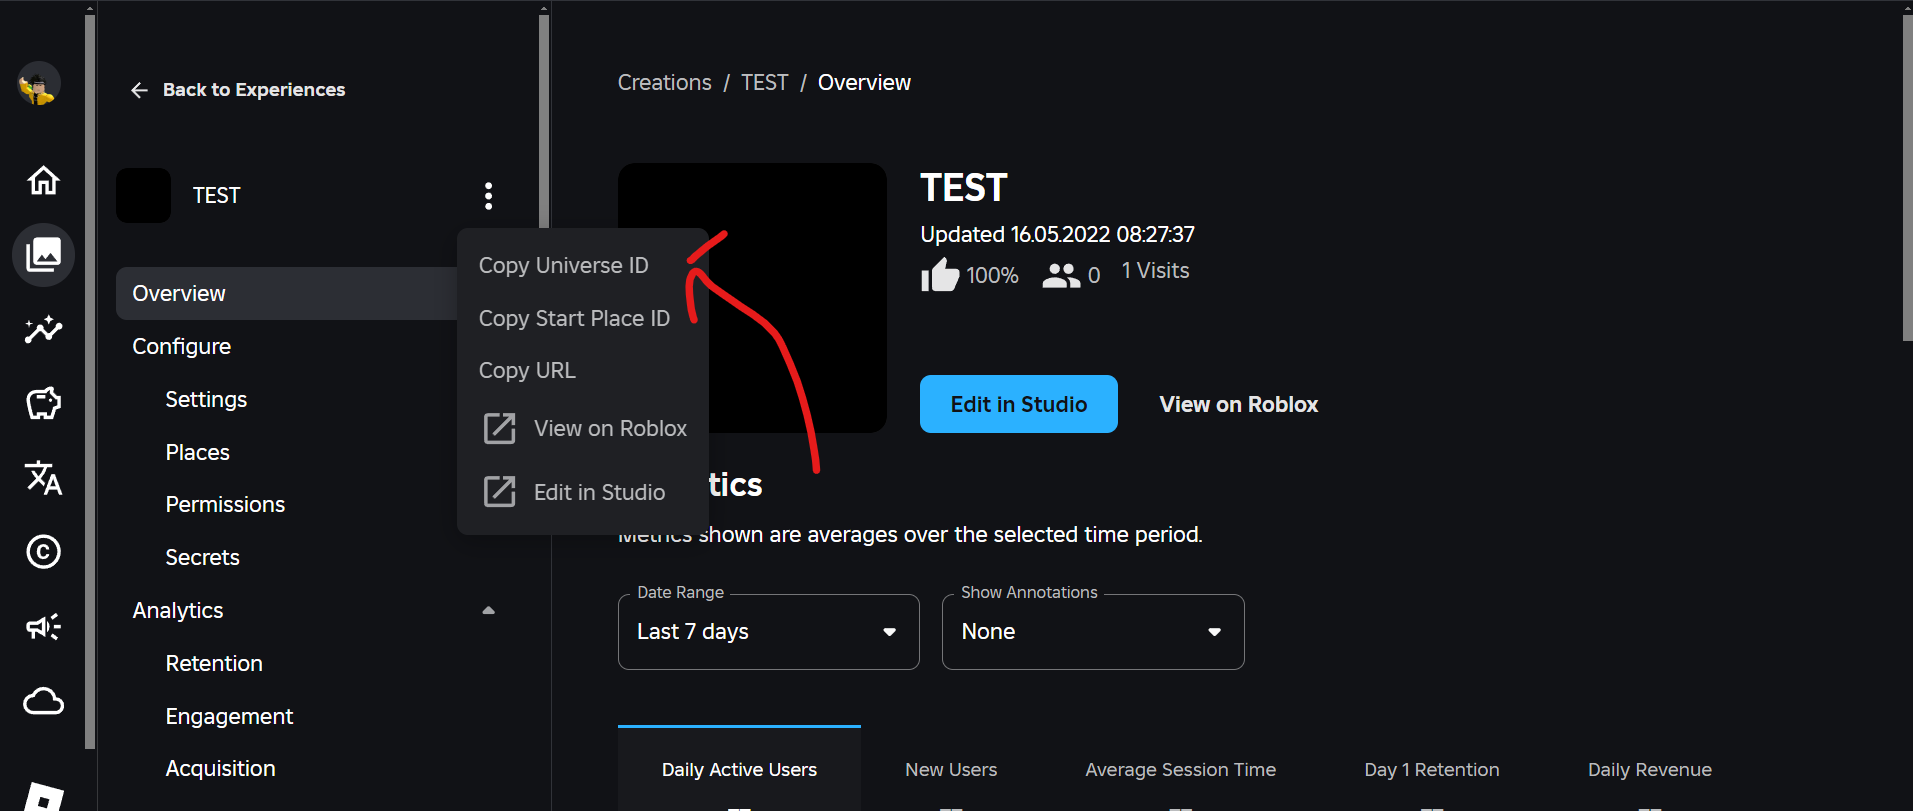 Back to Experiences
TEST
Overview
Configure
Settings
Places
Permissions
Secrets
Analytics
Retention
Engagement
Acquisition
Copy Universe ID
Copy Start Place ID
Copy URL
View on Roblox
Edit in Studio
Creations / TEST / Overview
TEST
Updated 16.05.2022 08:27:37
100% 0 1 Visits
Edit in Studio View on Roblox
tics
Metrics shown are averages over the selected time period.
Date Range
Last 7 days
Show Annotations
None
Daily Active Users New Users Average Session Time Day 1 Retention Daily Revenue